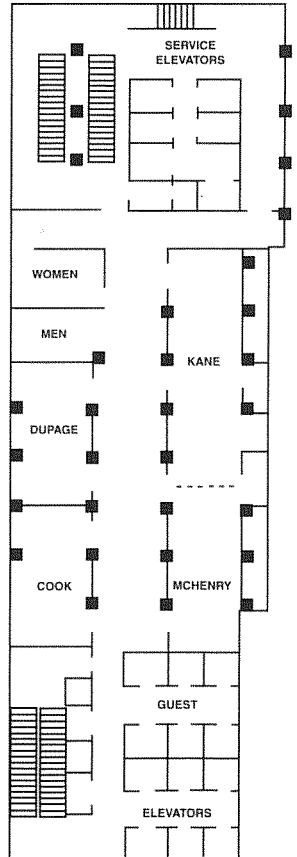 SERVICE
ELEVATORS
WOMEN
MEN
KANE
DUPAGE
COOK
MCHENRY
GUEST
ELEVATORS